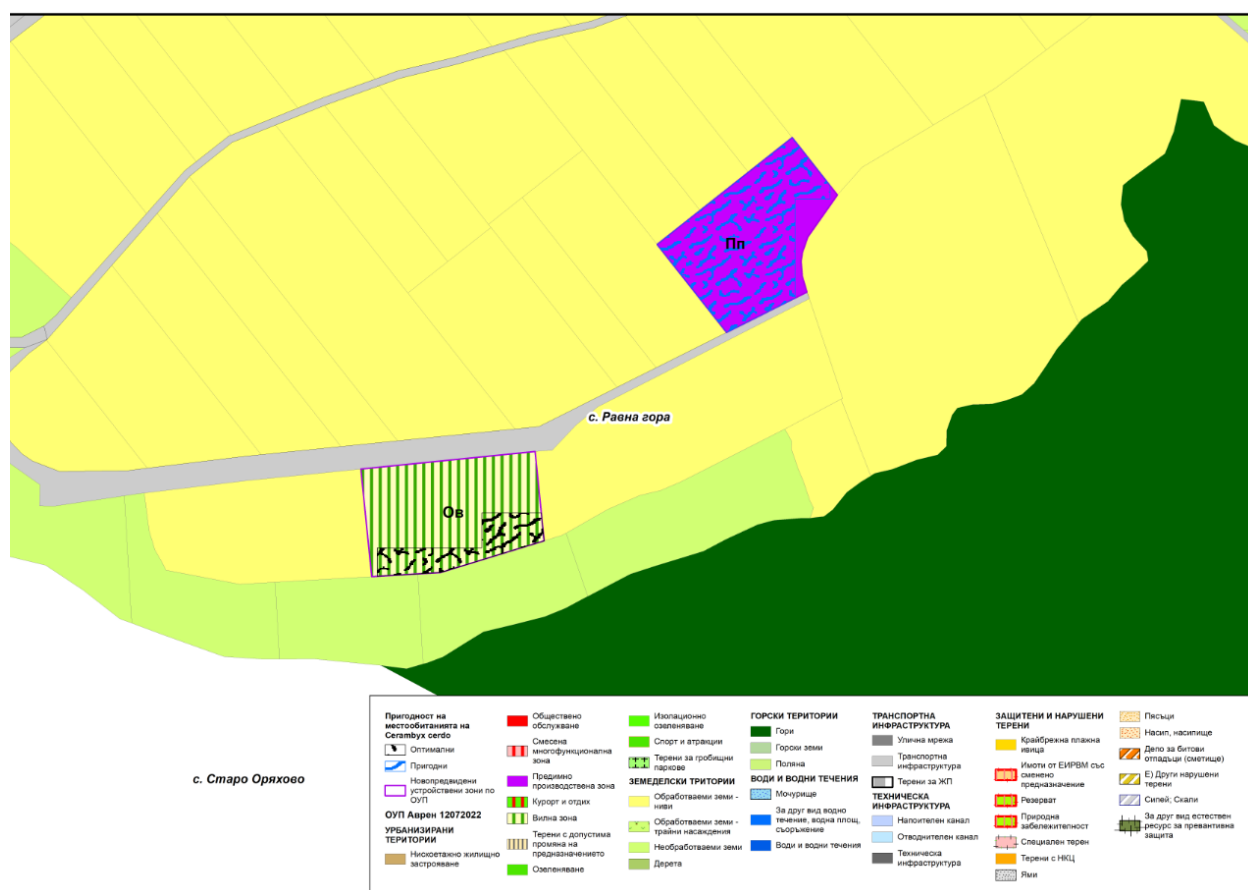 Пп
с. Равна гора
Ов
с. Старо Оряхово
Пригодност на
местообитанията на
Cerambyx cerdo
Оптимални
Пригодни
Новопредвидени
устройствени зони по
ОУП
ОУП Аврен 12072022
УРБАНИЗИРАНИ
ТЕРИТОРИИ
Нискоетажно жилищно
застрояване
Обществено
обслужване
Смесена
многофункционална
зона
Предимно
производствена зона
Курорт и отдих
Вилна зона
Терени с допустима
промяна на
предназначението
Озеленяване
Изолационно
озеленяване
Спорт и атракции
Терени за гробищни
паркове
ЗЕМЕДЕЛСКИ ТРИТОРИИ
Обработваеми земи -
ниви
Обработваеми земи -
трайни насаждения
Необработваеми земи
Дерета
ГОРСКИ ТЕРИТОРИИ
Гори
Горски земи
Поляна
ВОДИ И ВОДНИ ТЕЧЕНИЯ
Мочурище
За друг вид водно
течение, водна площ,
съоръжение
Води и водни течения
ТРАНСПОРТНА
ИНФРАСТРУКТУРА
Улична мрежа
Транспортна
инфраструктура
Терени за ЖП
ТЕХНИЧЕСКА
ИНФРАСТРУКТУРА
Напоителен канал
Отводнителен канал
Техническа
инфраструктура
ЗАЩИТЕНИ И НАРУШЕНИ
ТЕРЕНИ
Крайбрежна плажна
ивица
Имоти от ЕИРВМ със
сменено
предназначение
Резерват
Природна
забележителност
Специален терен
Терени с НКЦ
Ями
Пясъци
Насип, насипище
Депо за битови
отпадъци (сметище)
Е) Други нарушени
терени
Сипей; Скали
За друг вид естествен
ресурс за превантивна
защита